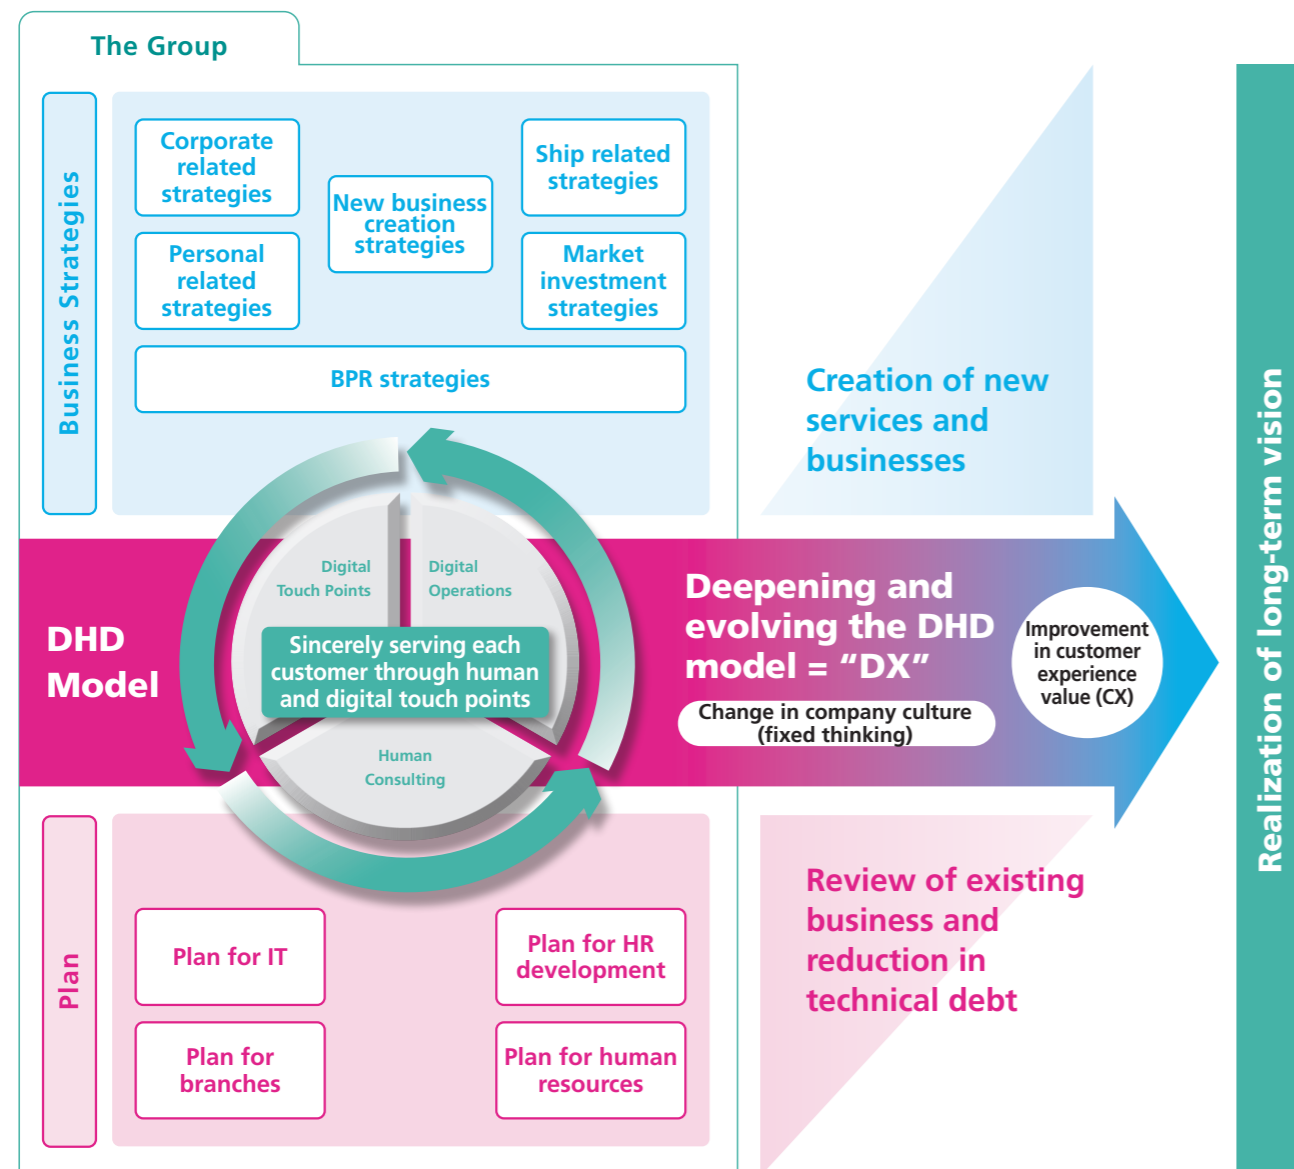 The Group
Business Strategies
Corporate
related
strategies
Personal
related
strategies
New business
creation
strategies
Ship related
strategies
Market
investment
strategies
BPR strategies
Creation of new
services and
businesses
DHD
Model
Digital
Touch Points
Digital
Operations
Sincerely serving each
customer through human
and digital touch points
Human
Consulting
Deepening and
evolving the DHD
model = “DX”
Change in company culture
(fixed thinking)
Improvement
in customer
experience
value (CX)
Plan
Plan for IT
Plan for HR
development
Plan for
branches
Plan for human
resources
Review of existing
business and
reduction in
technical debt
Realization of long-term vision